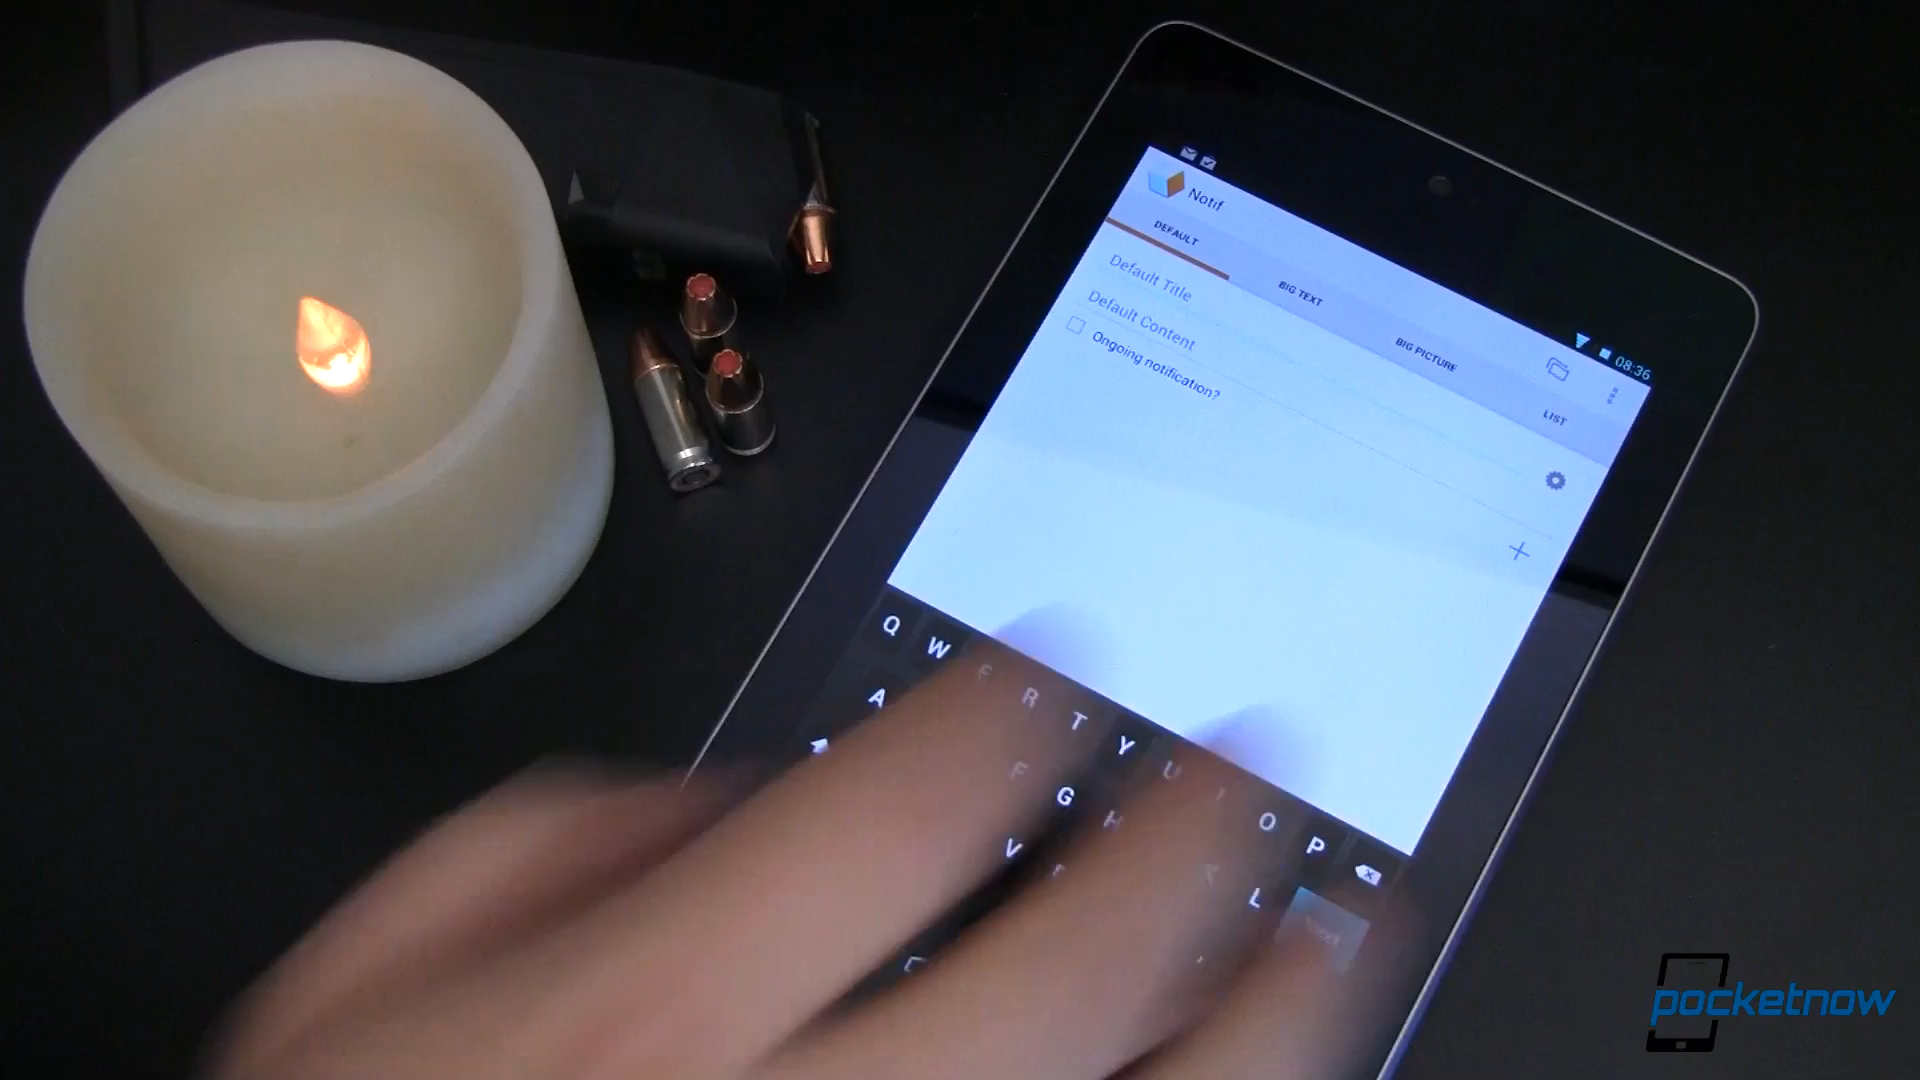 08:36
Notif
DEFAULT
BIG TEXT
BIG PICTURE
LIST
Default Title
Default Content
Ongoing notification?
Q W E R T Y U I O P
A F G H K L
V
pocketnow